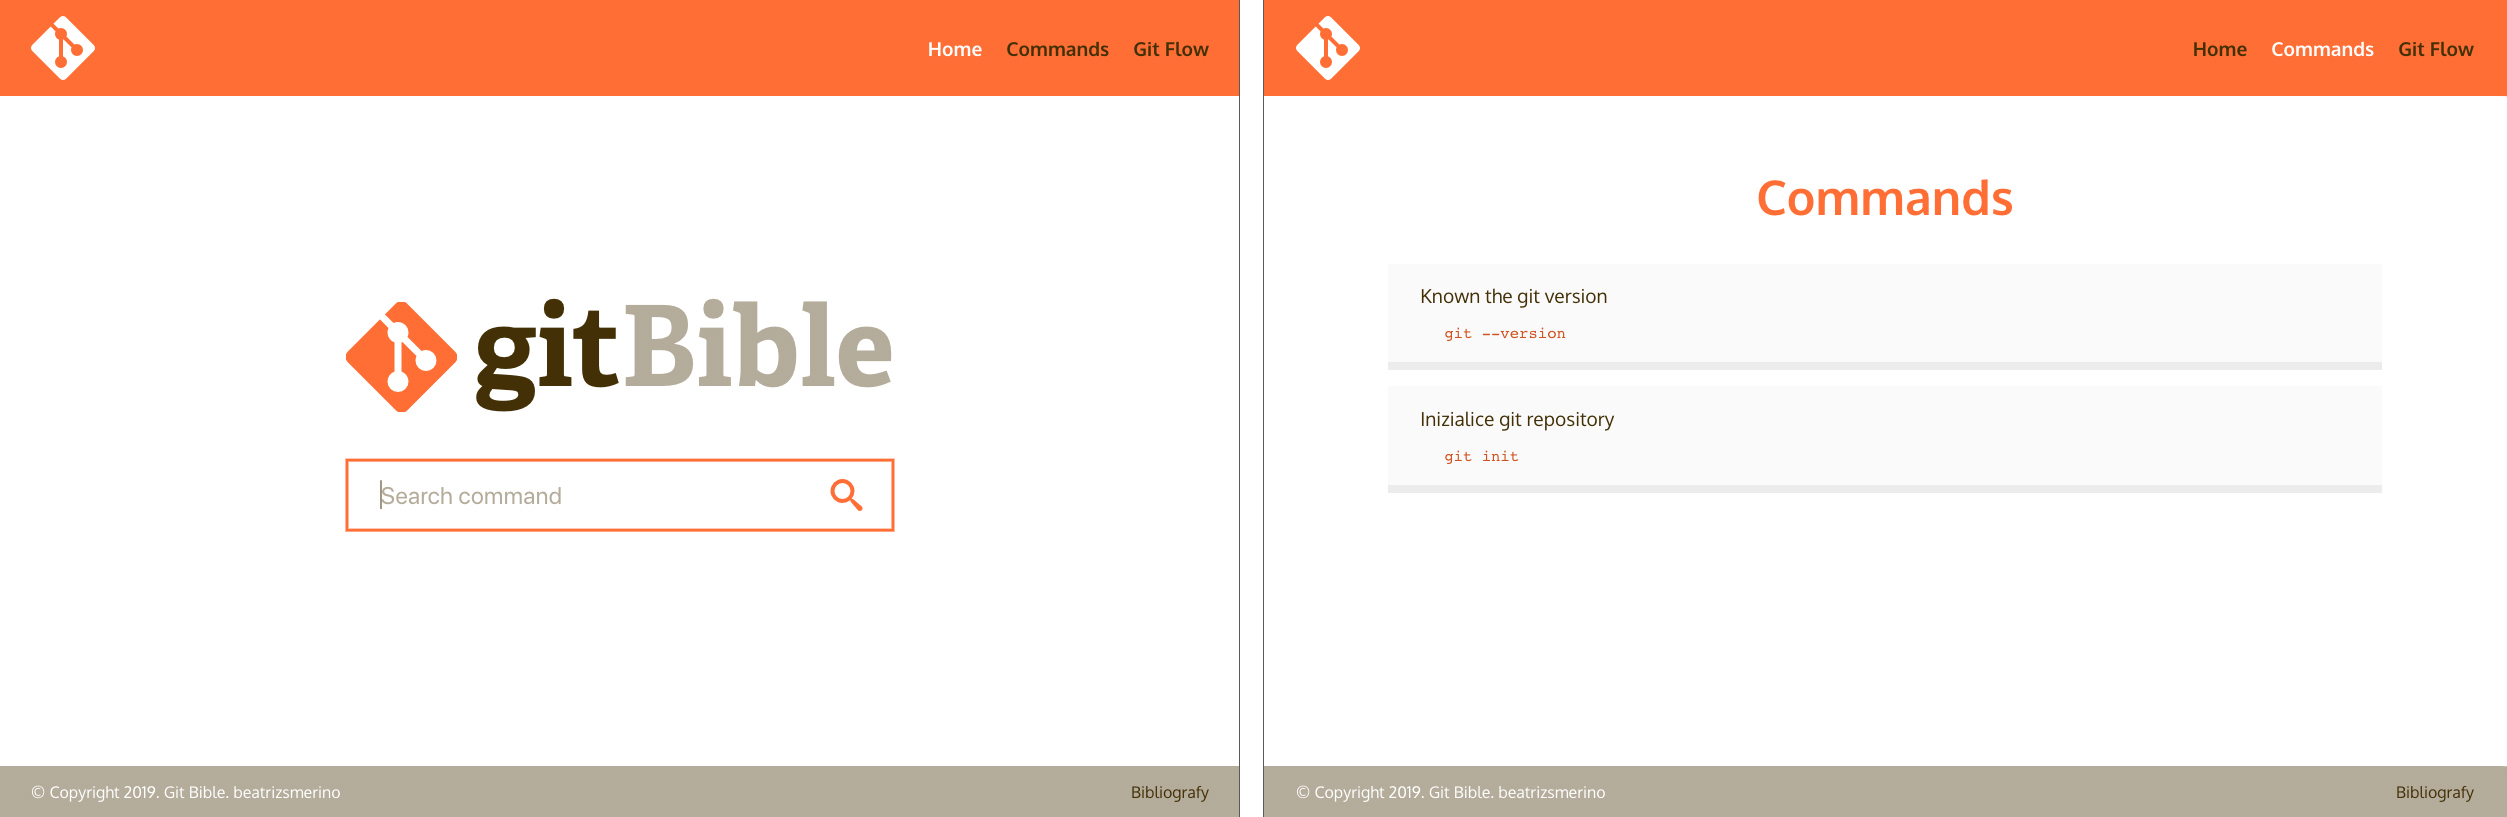 Home Commands Git Flow
gitBible
Search command
© Copyright 2019. Git Bible. beatrizsmerino
Bibliografy
Home Commands Git Flow
Commands
Known the git version
git --version
Inizialice git repository
git init
© Copyright 2019. Git Bible. beatrizsmerino
Bibliografy